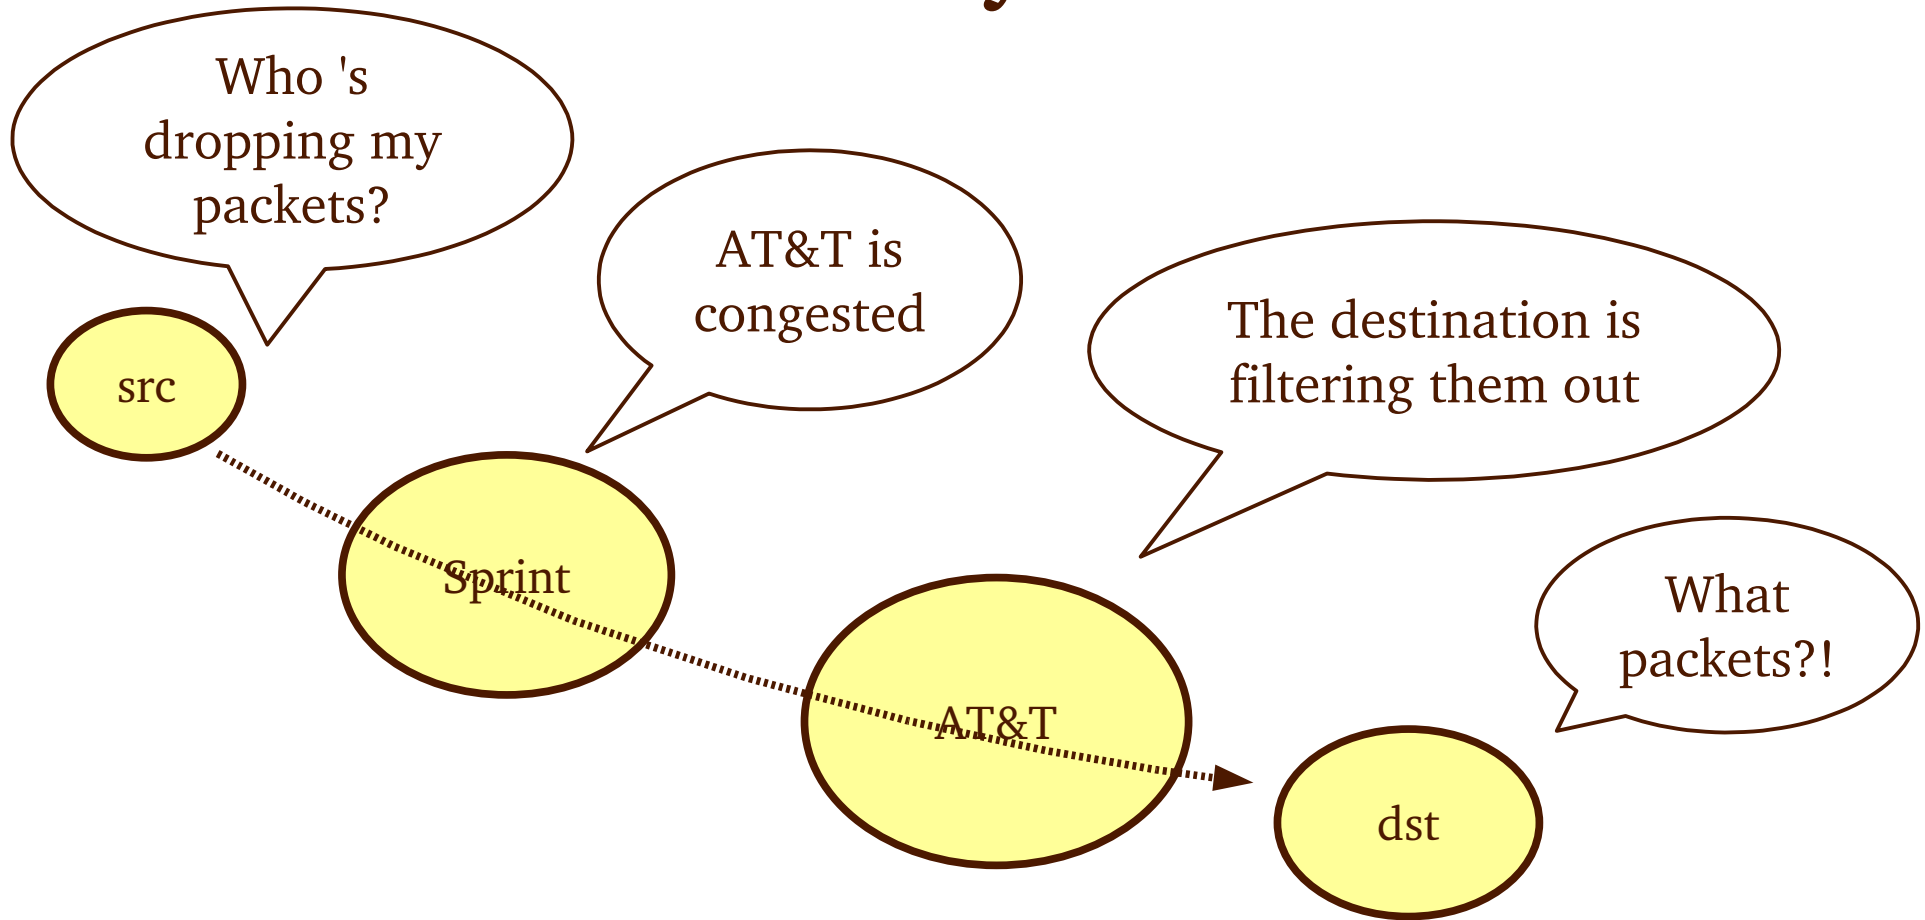 Who 's
dropping my
packets?
AT&T is
congested
The destination is
filtering them out
What
packets?!
src
Sprint
AT&T
dst